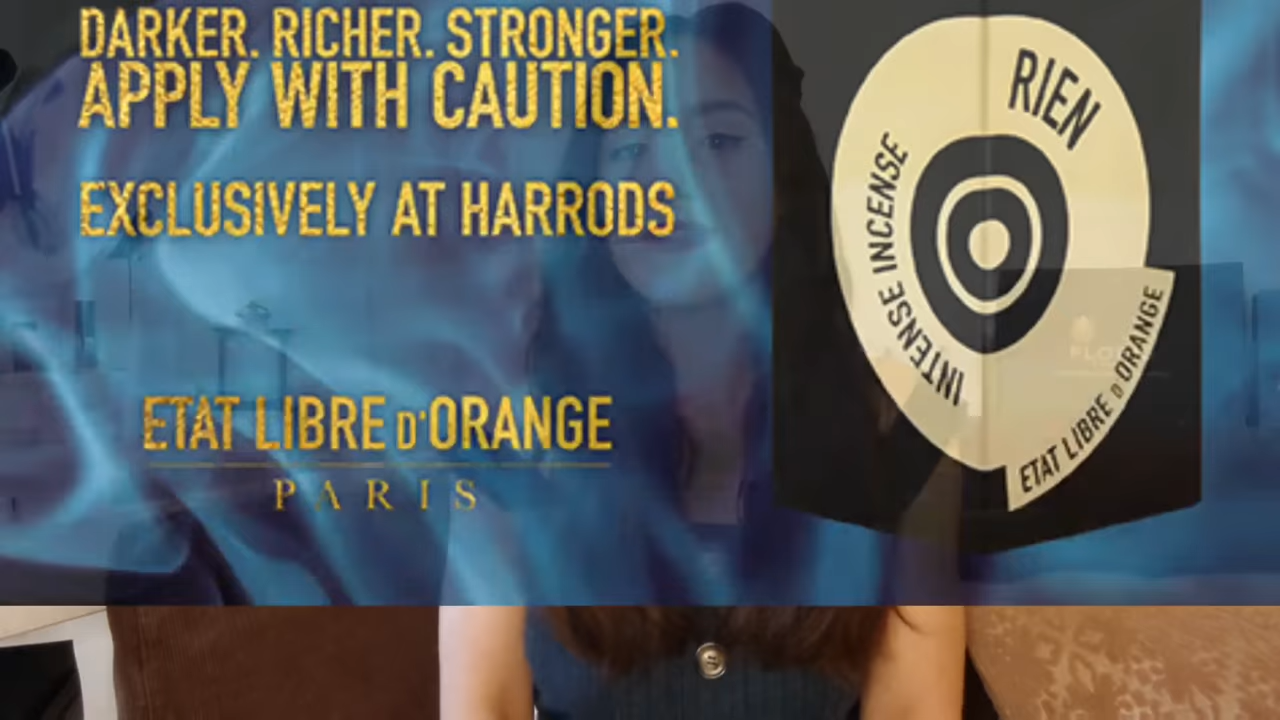 DARKER. RICHER. STRONGER.
APPLY WITH CAUTION.
EXCLUSIVELY AT HARRODS
ETAT LIBRE d'ORANGE
PARIS
RIEN
INTENSE INCENSE
ETAT LIBRE D ORANGE